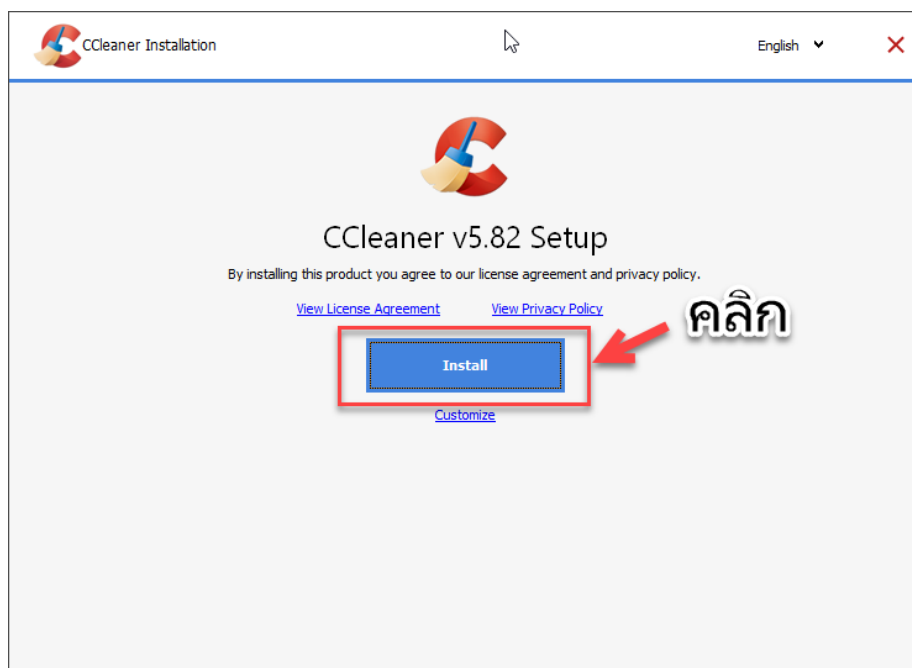 CCleaner Installation
English
CCleaner v5.82 Setup
By installing this product you agree to our license agreement and privacy policy.
View License Agreement View Privacy Policy
คลิก
Install
Customize